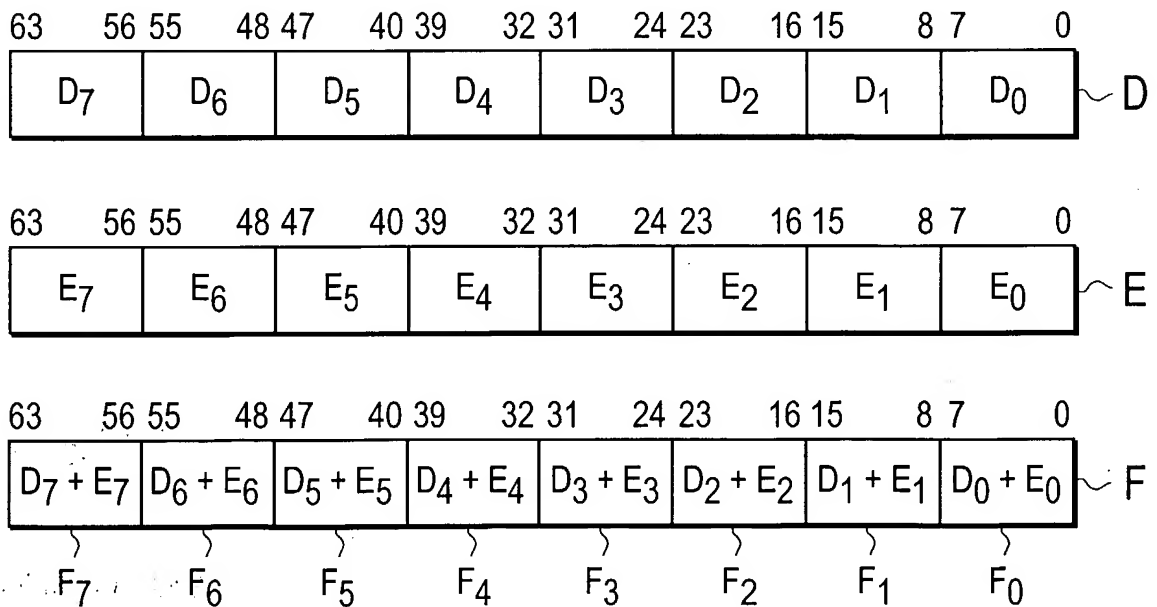 63 56 55 48 47 40 39 32 31 24 23 16 15 8 7 0
D₇ D₆ D₅ D₄ D₃ D₂ D₁ D₀ D
63 56 55 48 47 40 39 32 31 24 23 16 15 8 7 0
E₇ E₆ E₅ E₄ E₃ E₂ E₁ E₀ E
63 56 55 48 47 40 39 32 31 24 23 16 15 8 7 0
D₇ + E₇ D₆ + E₆ D₅ + E₅ D₄ + E₄ D₃ + E₃ D₂ + E₂ D₁ + E₁ D₀ + E₀ F
F₇ F₆ F₅ F₄ F₃ F₂ F₁ F₀